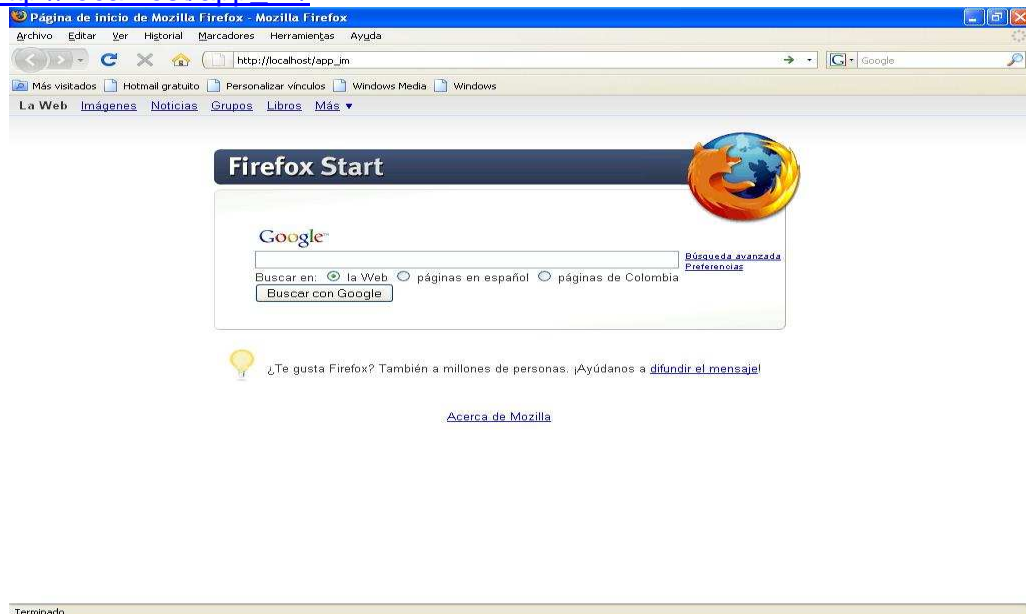 Página de inicio de Mozilla Firefox - Mozilla Firefox
Archivo Editar Ver Historial Marcadores Herramientas Ayuda
http://localhost/app_im G Google
Más visitados Hotmail gratuito Personalizar vínculos Windows Media Windows
La Web Imágenes Noticias Grupos Libros Más
Firefox Start
Google™
Búsqueda avanzada
Preferencias
Buscar en: la Web páginas en español páginas de Colombia
Buscar con Google
¿Te gusta Firefox? También a millones de personas. ¡Ayúdanos a difundir el mensaje!
Acerca de Mozilla
Terminado